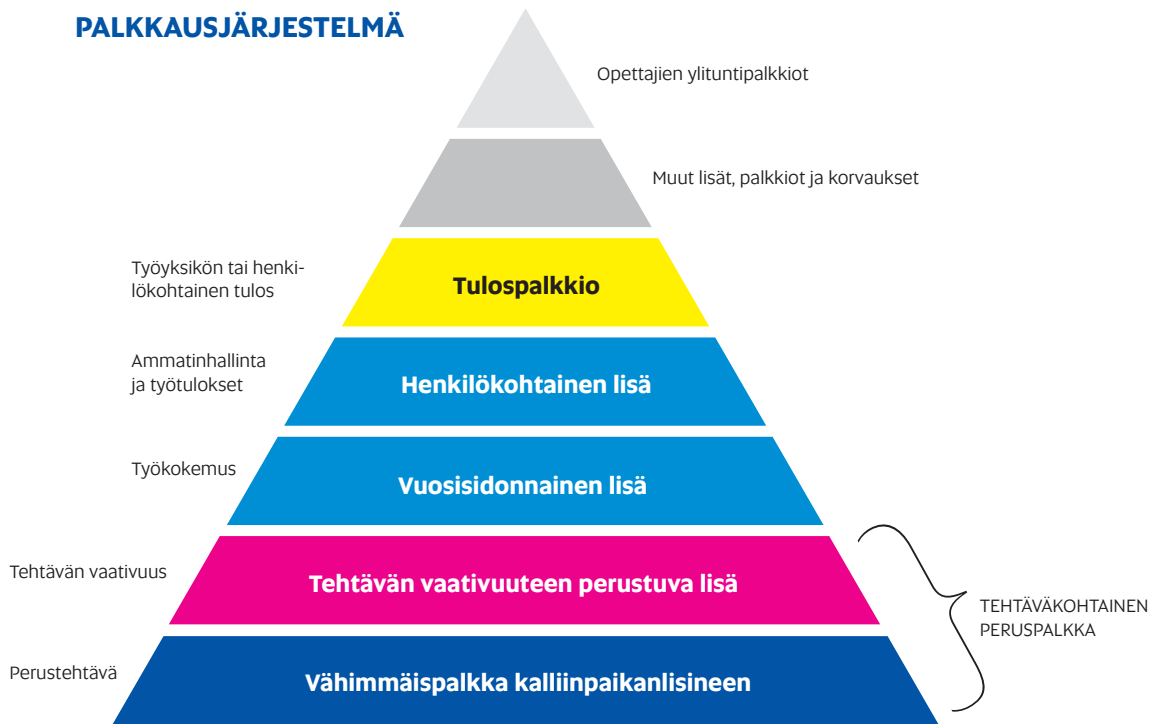 PALKKAUSJÄRJESTELMÄ
Opettajien ylituntipalkkiot
Muut lisät, palkkiot ja korvaukset
Työyksikön tai henki-
lökohtainen tulos
Tulospalkkio
Ammatinhallinta
ja työtulokset
Henkilökohtainen lisä
Työkokemus
Vuosisidonnainen lisä
Tehtävän vaativuus
Tehtävän vaativuuteen perustuva lisä
TEHTÄVÄKOHTAINEN
PERUSPALKKA
Perustehtävä
Vähimmäispalkka kalliinpaikanlisineen